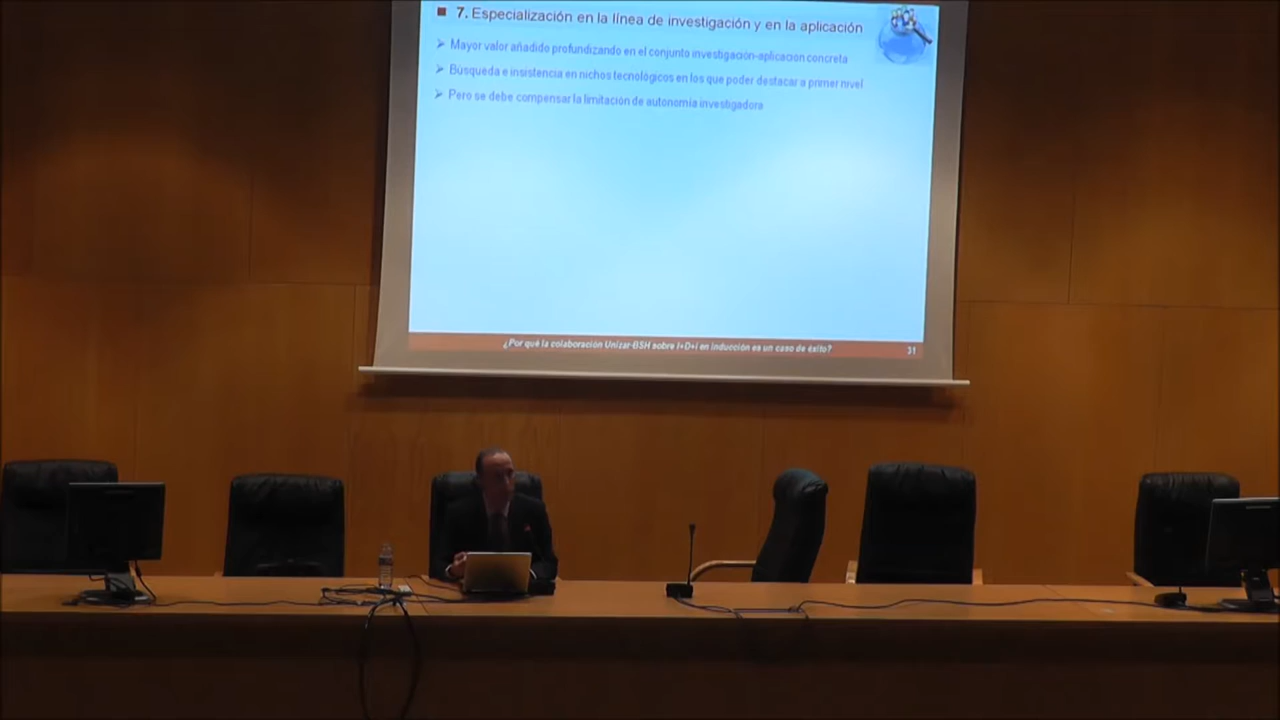 7. Especialización en la línea de investigación y en la aplicación
Mayor valor añadido profundizando en el conjunto investigación-aplicación concreta
Búsqueda e insistencia en nichos tecnológicos en los que poder destacar a primer nivel
Pero se debe compensar la limitación de autonomía investigadora
¿Por qué la colaboración Unizar-BSH sobre I+D+i en inducción es un caso de éxito?
31